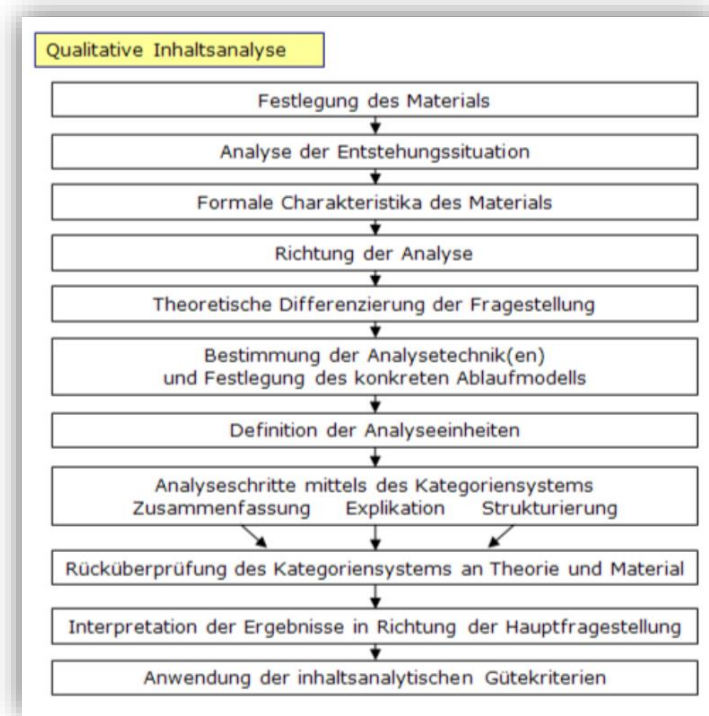 Qualitative Inhaltsanalyse
Festlegung des Materials
Analyse der Entstehungssituation
Formale Charakteristika des Materials
Richtung der Analyse
Theoretische Differenzierung der Fragestellung
Bestimmung der Analysetechnik(en)
und Festlegung des konkreten Ablaufmodells
Definition der Analyseeinheiten
Analyseschritte mittels des Kategoriensystems
Zusammenfassung Explikation Strukturierung
Rücküberprüfung des Kategoriensystems an Theorie und Material
Interpretation der Ergebnisse in Richtung der Hauptfragestellung
Anwendung der inhaltsanalytischen Gütekriterien